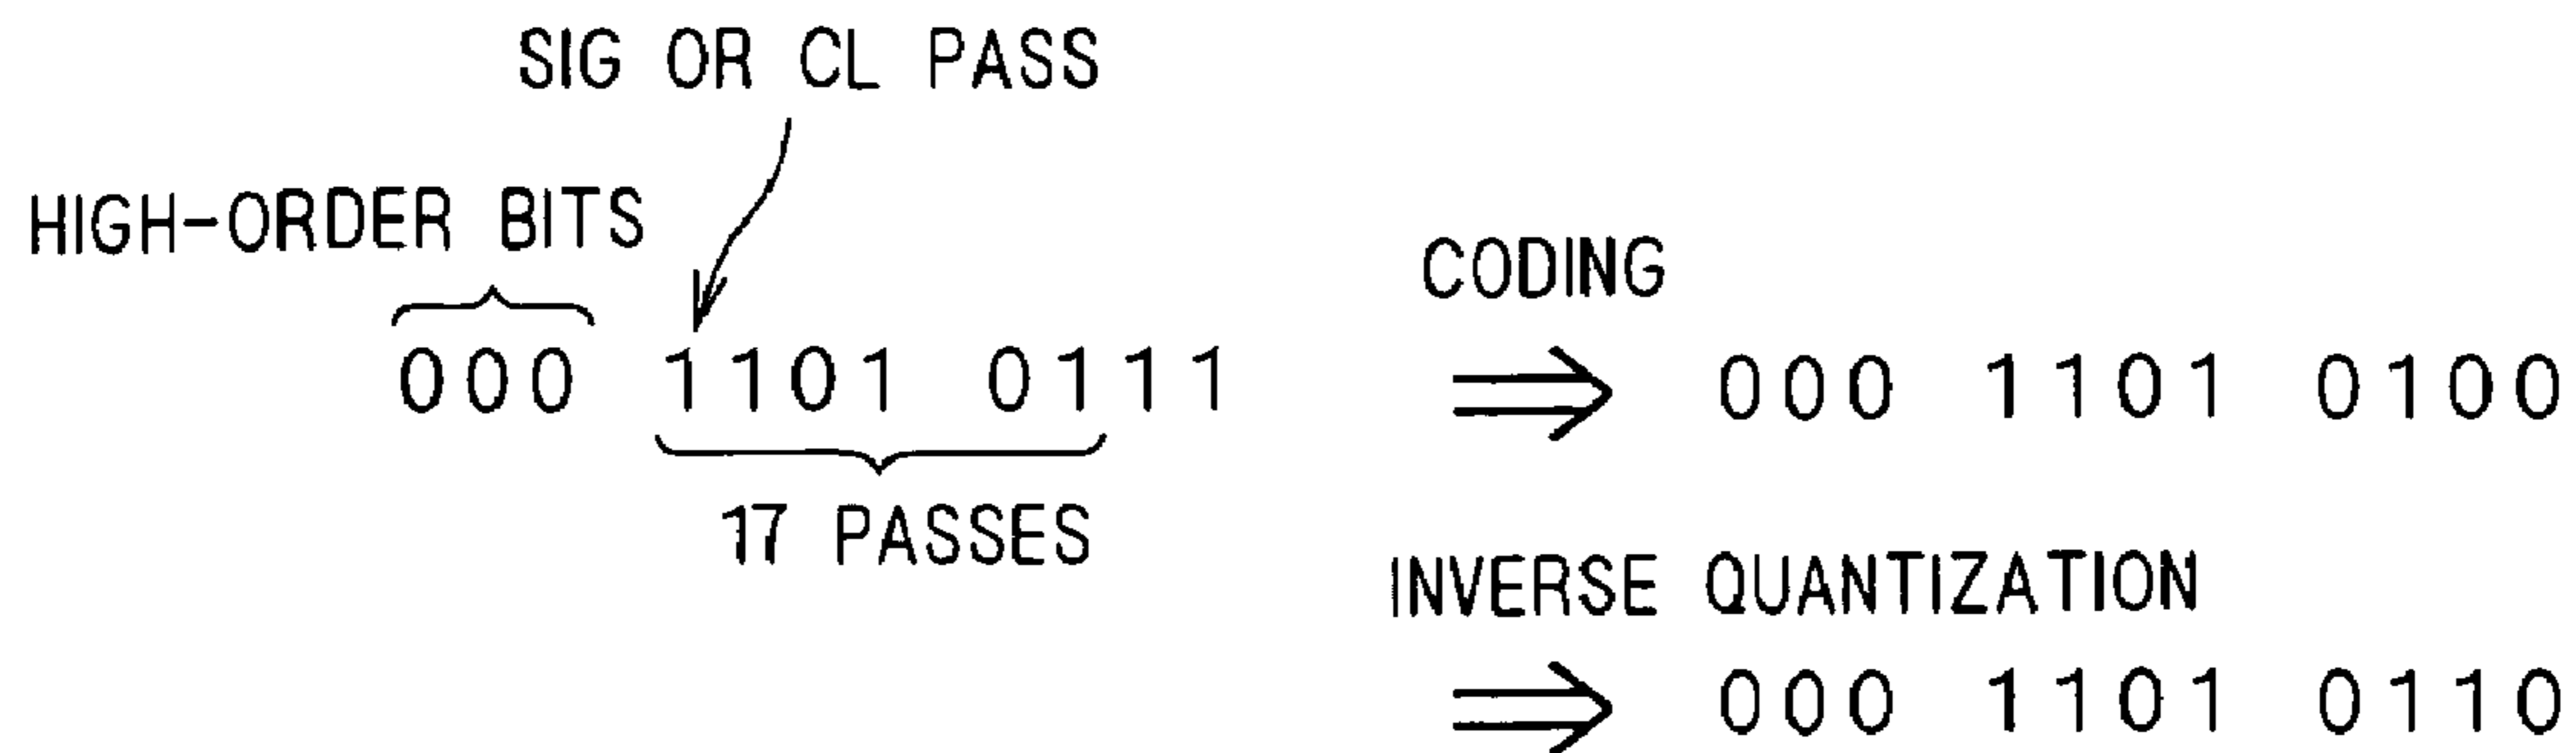 SIG OR CL PASS
HIGH-ORDER BITS
CODING
000 1101 0111 ⇒ 000 1101 0100
17 PASSES
INVERSE QUANTIZATION
⇒ 000 1101 0110